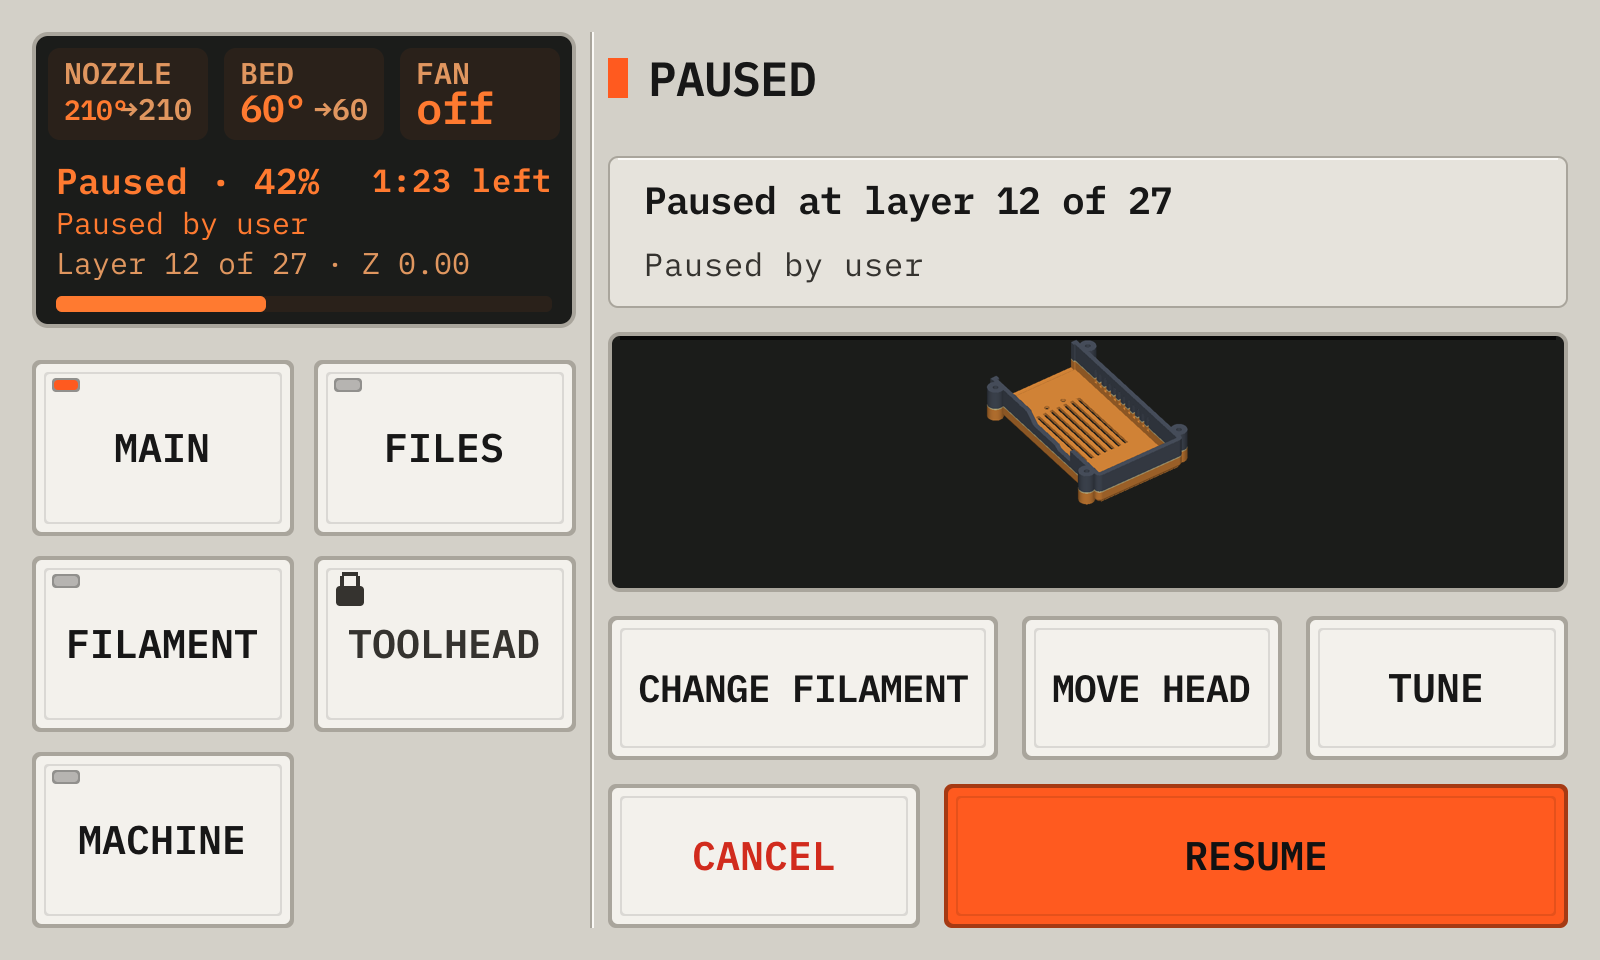 NOZZLE
210°→210
BED
60° →60
FAN
off
Paused · 42% 1:23 left
Paused by user
Layer 12 of 27 · Z 0.00
MAIN
FILES
FILAMENT
TOOLHEAD
MACHINE
PAUSED
Paused at layer 12 of 27
Paused by user
CHANGE FILAMENT
MOVE HEAD
TUNE
CANCEL
RESUME